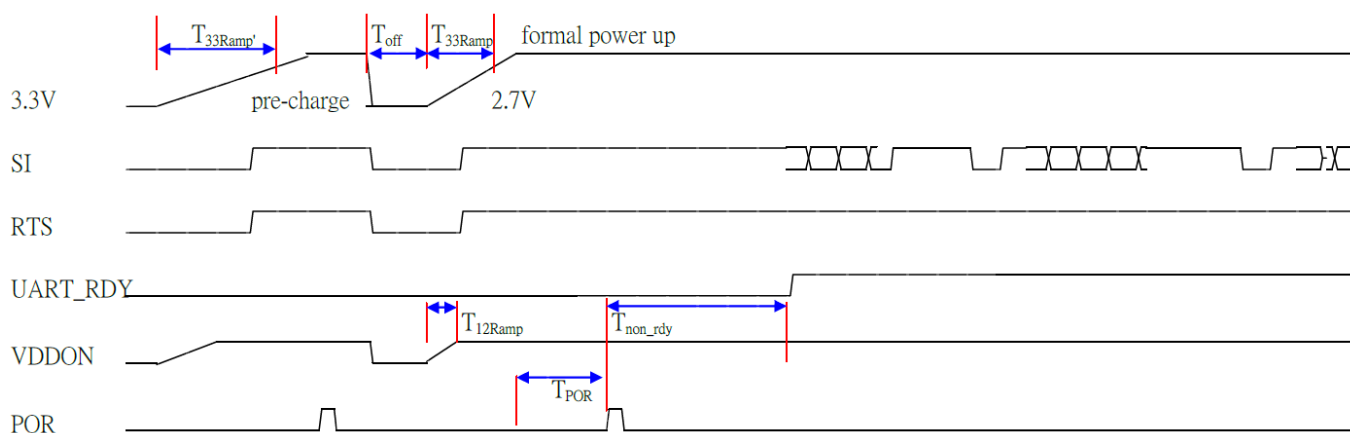 T33Ramp' Toff T33Ramp formal power up
3.3V pre-charge 2.7V
SI
RTS
UART_RDY
T12Ramp Tnon_rdy
VDDON
TPOR
POR